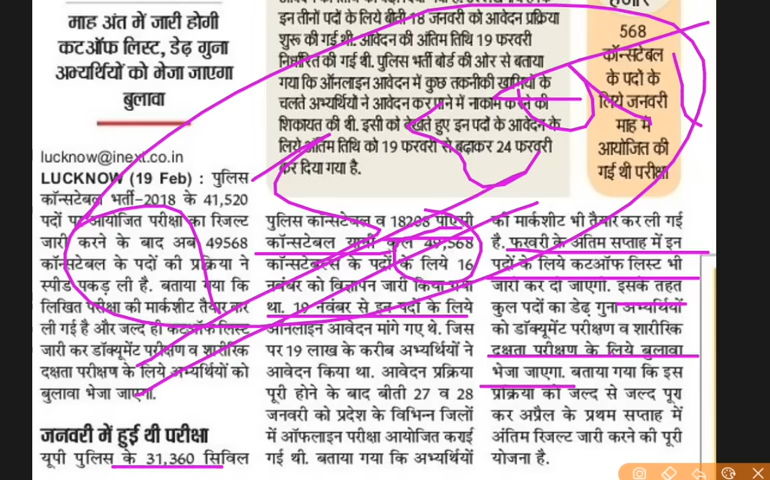 माह अंत में जारी होगी
कटऑफ लिस्ट, डेढ़ गुना
अभ्यर्थियों को भेजा जाएगा
बुलावा
lucknow@inext.co.in
LUCKNOW (19 Feb) : पुलिस
कॉन्सटेबल भर्ती-2018 के 41,520
पदों पर आयोजित परीक्षा का रिजल्ट
जारी करने के बाद अब 49568
कॉन्सटेबल के पदों की प्रक्रिया ने
स्पीड पकड़ ली है. बताया गया कि
लिखित परीक्षा की मार्कशीट तैयार कर
ली गई है और जल्द ही कटऑफ लिस्ट
जारी कर डॉक्यूमेंट परीक्षण व शारीरिक
दक्षता परीक्षण के लिये अभ्यर्थियों को
बुलावा भेजा जाएगा.
जनवरी में हुई थी परीक्षा
यूपी पुलिस के 31,360 सिविल
इन तीनों पदों के लिये बीती 18 जनवरी को आवेदन प्रक्रिया
शुरू की गई थी. आवेदन की अंतिम तिथि 19 फरवरी
निर्धारित की गई थी. पुलिस भर्ती बोर्ड की ओर से बताया
गया कि ऑनलाइन आवेदन में कुछ तकनीकी खामियों के
चलते अभ्यर्थियों ने आवेदन कर पाने में नाकाम करने की
शिकायत की थी. इसी को देखते हुए इन पदों के आवेदन के
लिये अंतिम तिथि को 19 फरवरी से बढ़ाकर 24 फरवरी
कर दिया गया है.
568
कॉन्सटेबल
के पदों के
लिये जनवरी
माह में
आयोजित की
गई थी परीक्षा
पुलिस कान्सटेबल व 18208 पीएसी
कॉन्सटेबल यानी कुल 49,568
कॉन्सटेबल्स के पदों के लिये 16
नवंबर को विज्ञापन जारी किया गया
था. 19 नवंबर से इन पदों के लिये
ऑनलाइन आवेदन मांगे गए थे. जिस
पर 19 लाख के करीब अभ्यर्थियों ने
आवेदन किया था. आवेदन प्रक्रिया
पूरी होने के बाद बीती 27 व 28
जनवरी को प्रदेश के विभिन्न जिलों
में ऑफलाइन परीक्षा आयोजित कराई
गई थी. बताया गया कि अभ्यर्थियों
की मार्कशीट भी तैयार कर ली गई
है. फरवरी के अंतिम सप्ताह में इन
पदों के लिये कटऑफ लिस्ट भी
जारी कर दी जाएगी. इसके तहत
कुल पदों का डेढ़ गुना अभ्यर्थियों
को डॉक्यूमेंट परीक्षण व शारीरिक
दक्षता परीक्षण के लिये बुलावा
भेजा जाएगा. बताया गया कि इस
प्रक्रिया को जल्द से जल्द पूरा
कर अप्रैल के प्रथम सप्ताह में
अंतिम रिजल्ट जारी करने की पूरी
योजना है.